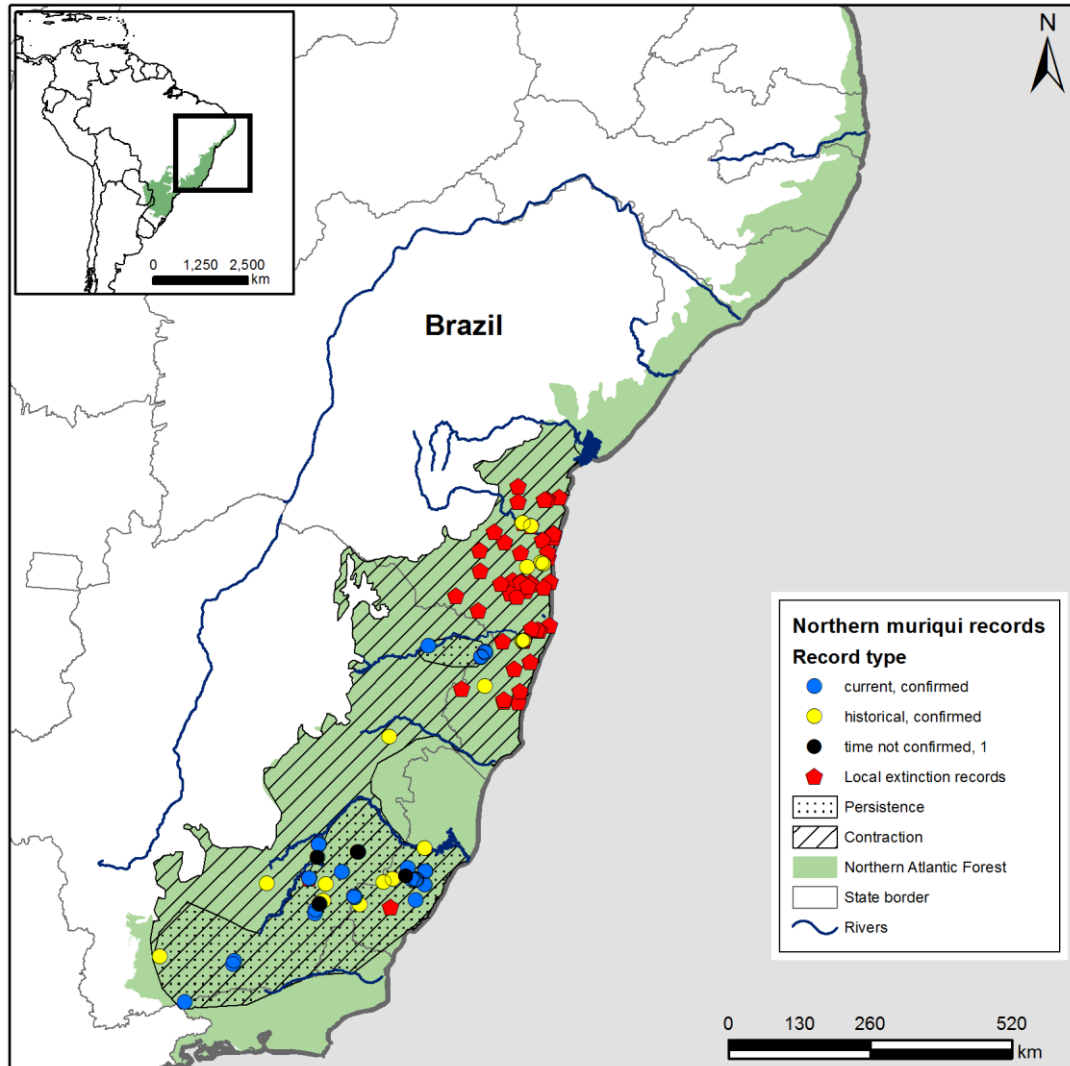 0 1,250 2,500
km
N
Brazil
Northern muriqui records
Record type
current, confirmed
historical, confirmed
time not confirmed, 1
Local extinction records
Persistence
Contraction
Northern Atlantic Forest
State border
Rivers
0 130 260 520
km